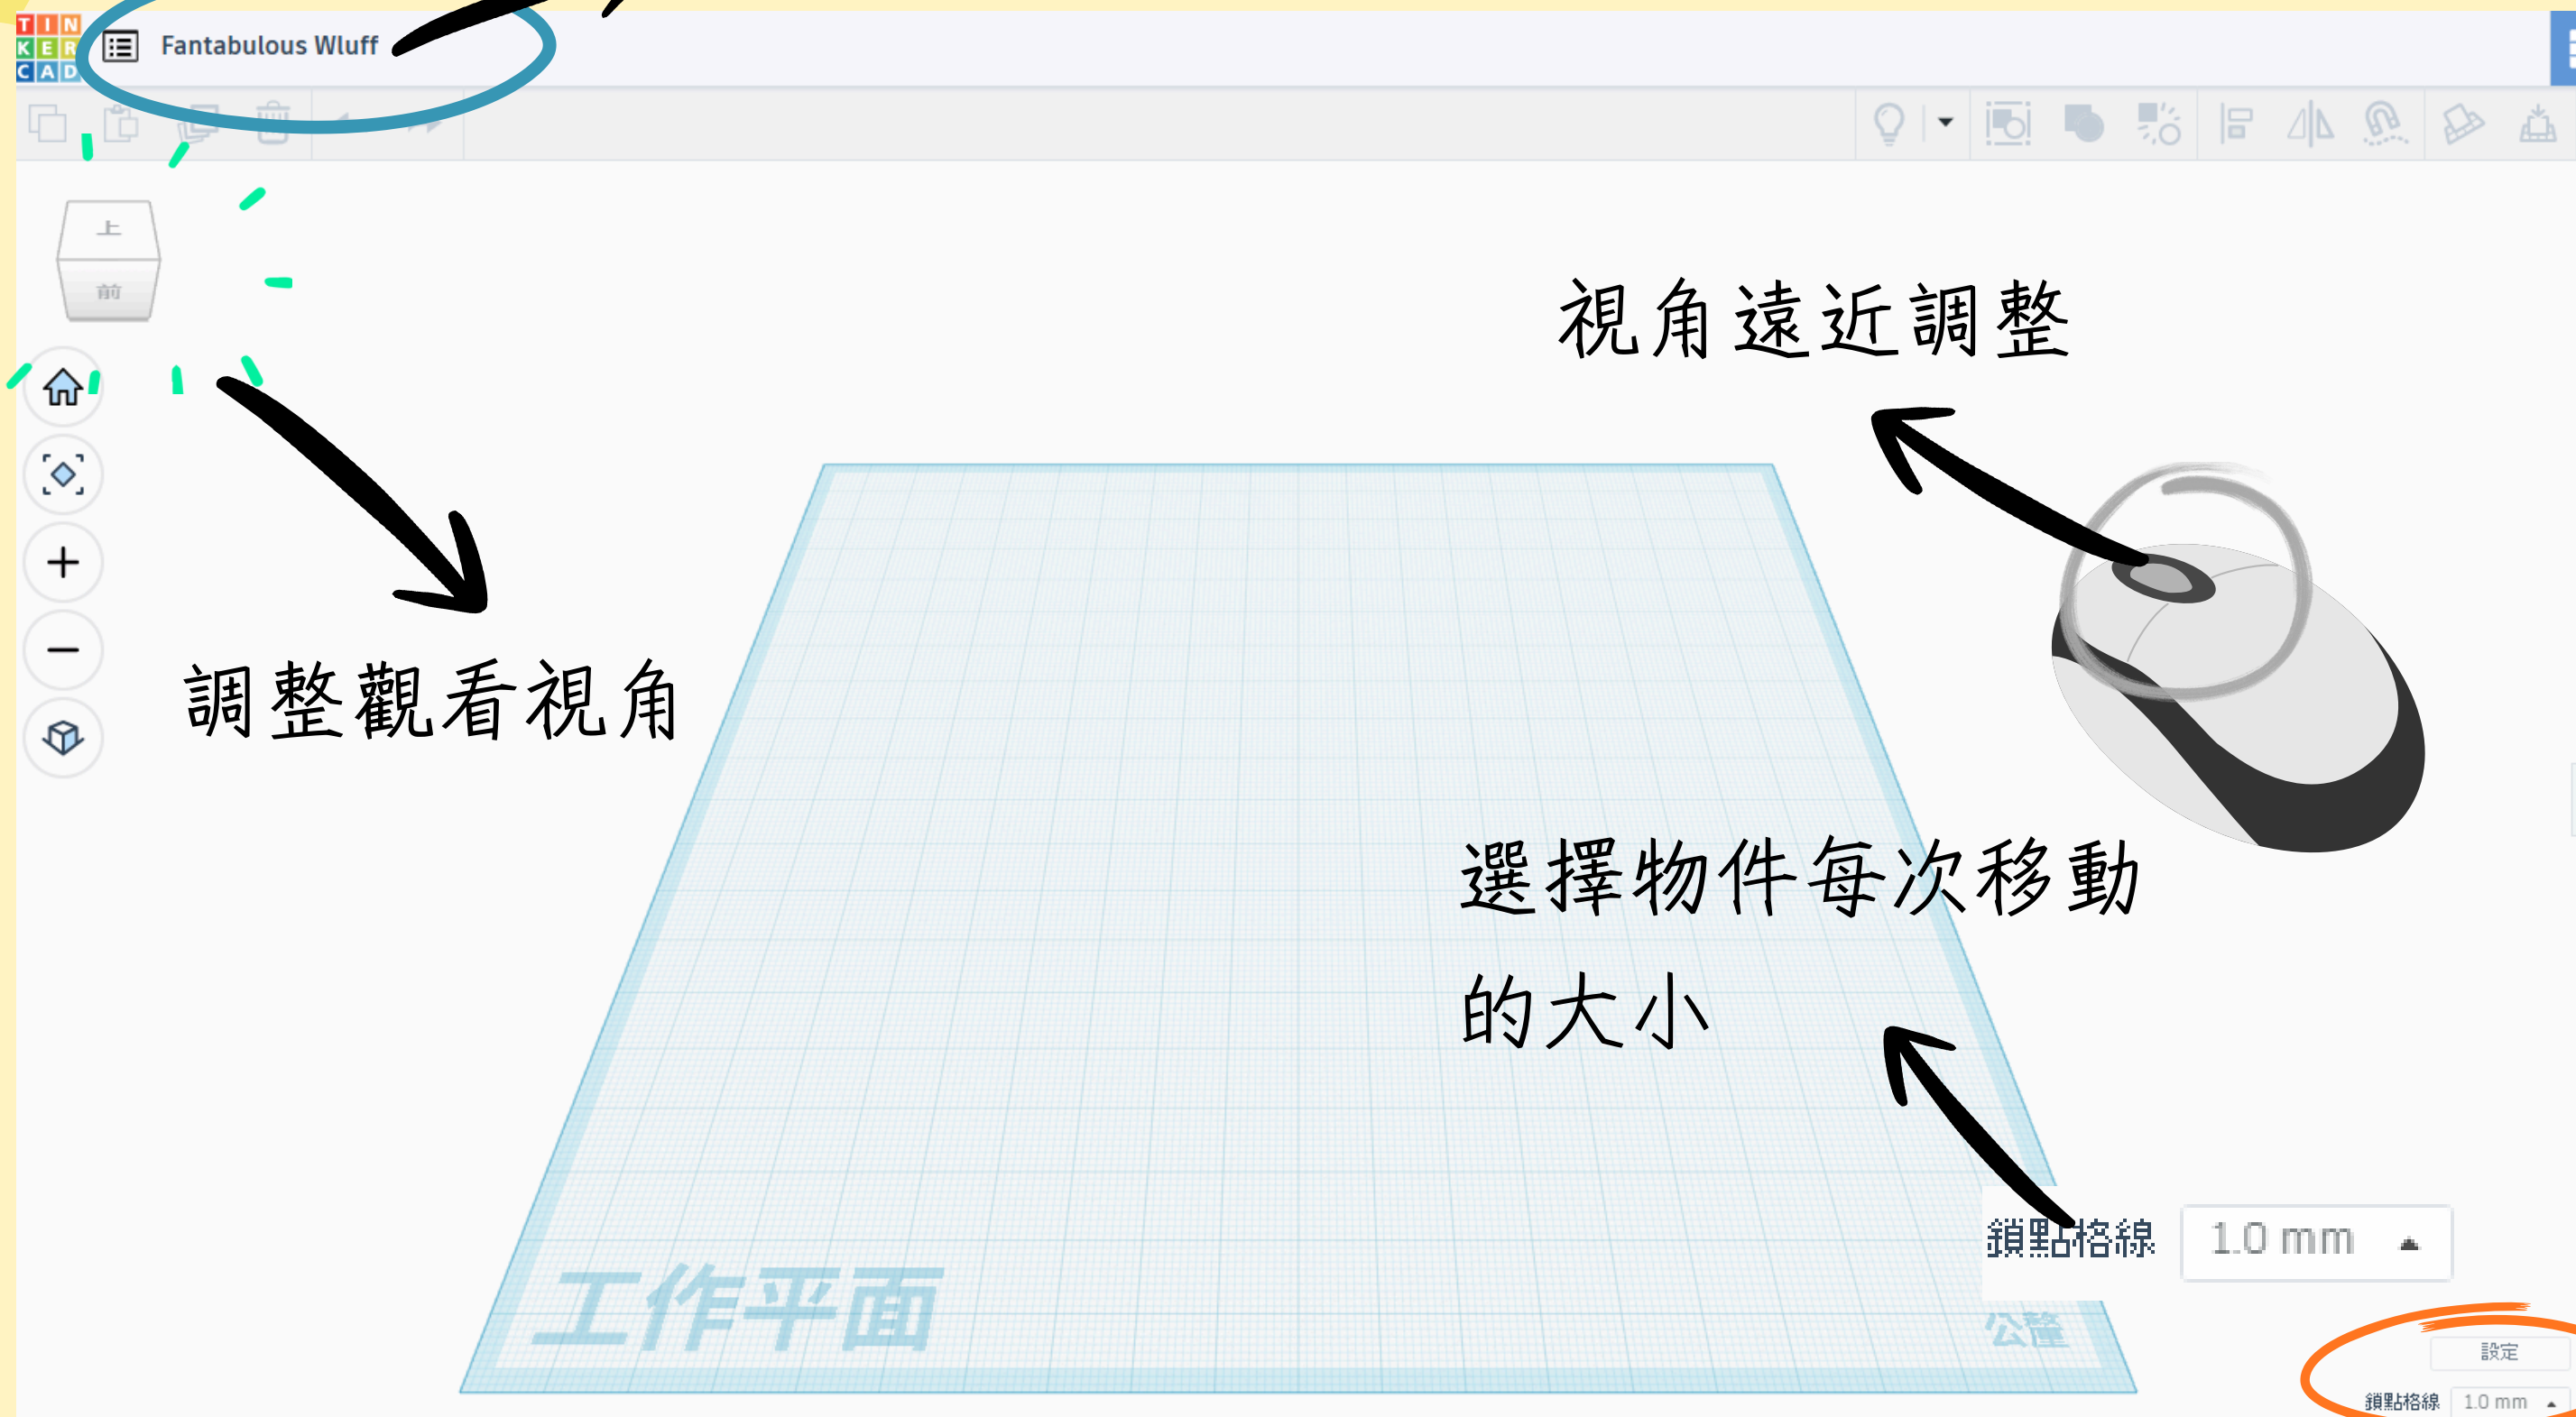 TIN
KER
CAD
Fantabulous Wluff
上
前
視角遠近調整
調整觀看視角
選擇物件每次移動
的大小
鎖點格線 1.0 mm
工作平面
公釐
設定
鎖點格線 1.0 mm